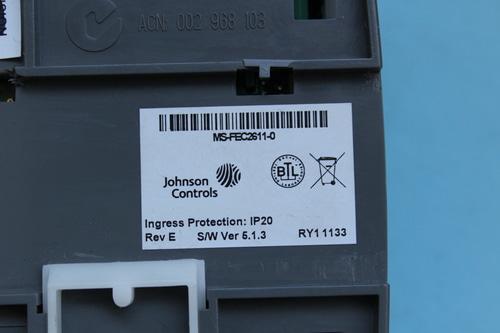 ACN: 002 968 103
MS-FEC2611-0
Johnson
Controls
BTL
Ingress Protection: IP20
Rev E S/W Ver 5.1.3 RY1 1133